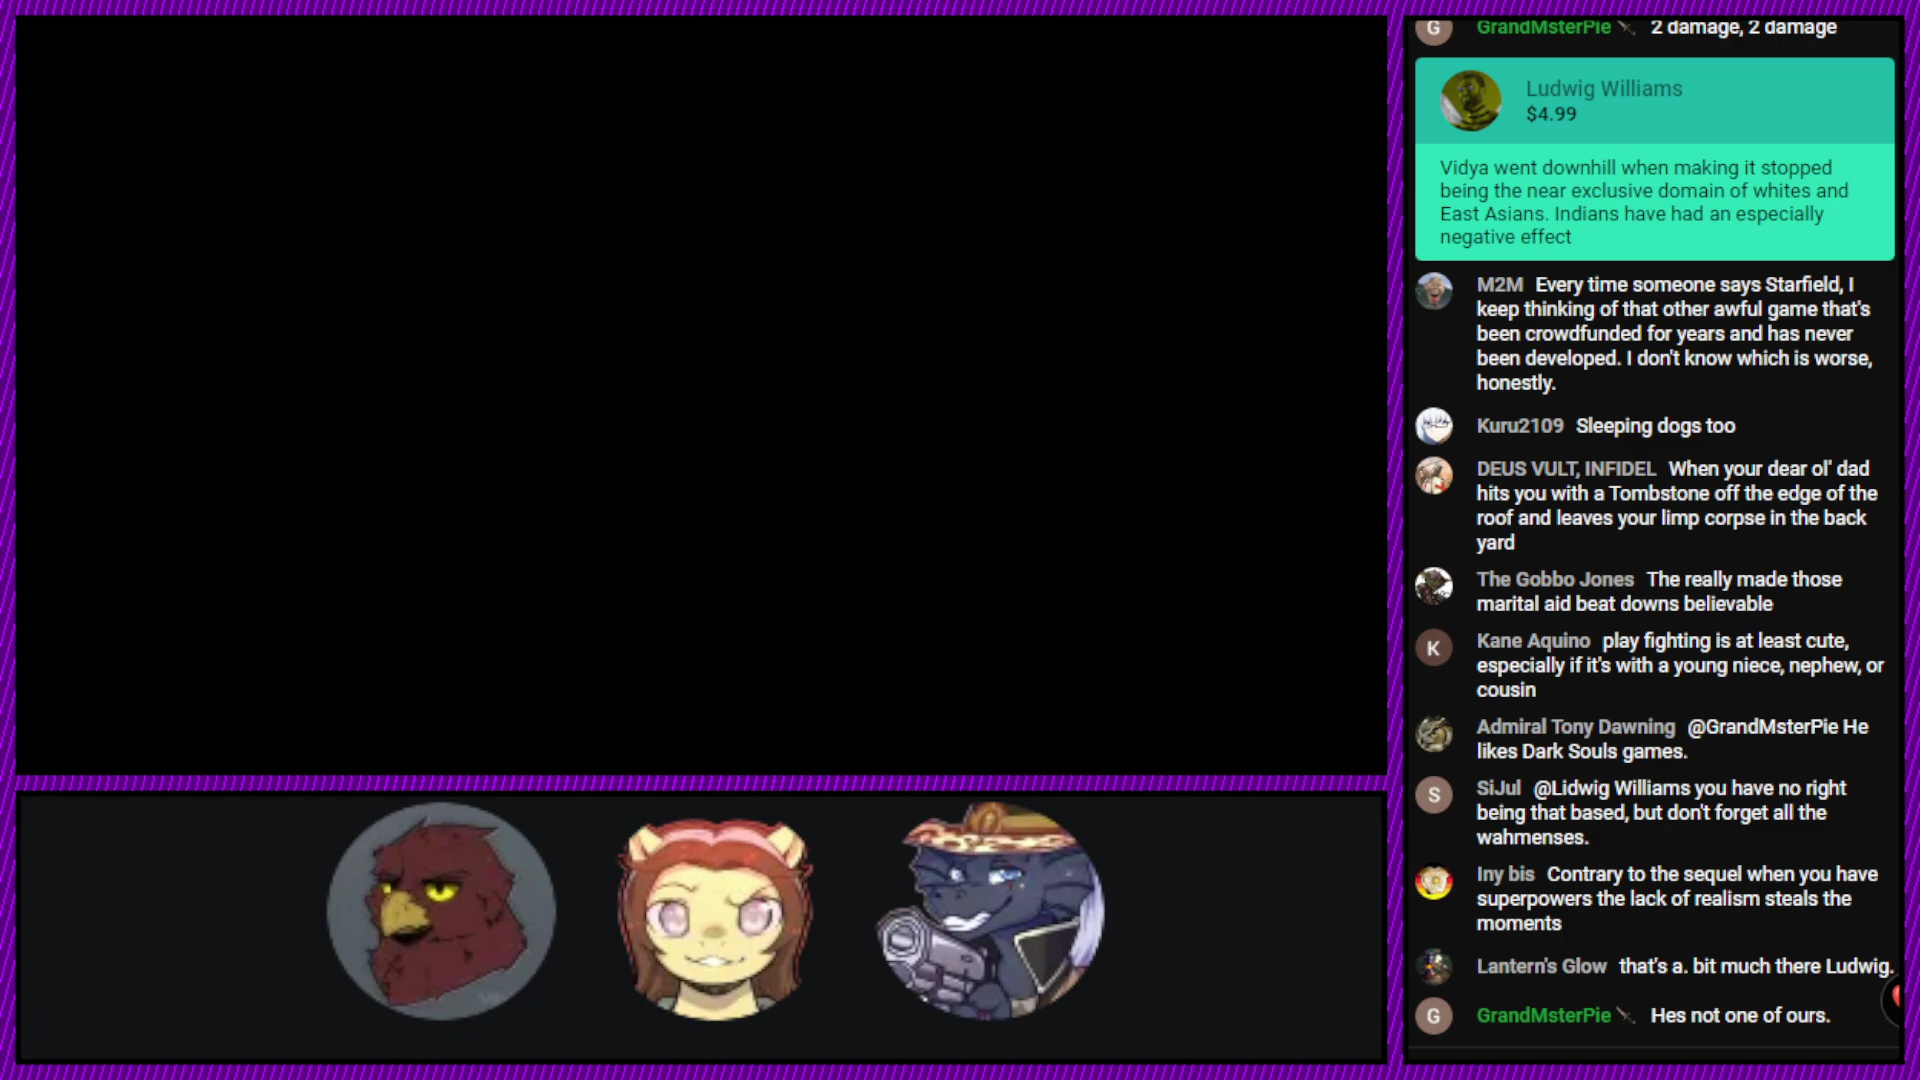 G GrandMsterPie 2 damage, 2 damage
Ludwig Williams
$4.99
Vidya went downhill when making it stopped
being the near exclusive domain of whites and
East Asians. Indians have had an especially
negative effect
M2M Every time someone says Starfield, I
keep thinking of that other awful game that's
been crowdfunded for years and has never
been developed. I don't know which is worse,
honestly.
Kuru2109 Sleeping dogs too
DEUS VULT, INFIDEL When your dear ol' dad
hits you with a Tombstone off the edge of the
roof and leaves your limp corpse in the back
yard
The Gobbo Jones The really made those
marital aid beat downs believable
K Kane Aquino play fighting is at least cute,
especially if it's with a young niece, nephew, or
cousin
Admiral Tony Dawning @GrandMsterPie He
likes Dark Souls games.
S SiJul @Lidwig Williams you have no right
being that based, but don't forget all the
wahmenses.
Iny bis Contrary to the sequel when you have
superpowers the lack of realism steals the
moments
Lantern's Glow that's a. bit much there Ludwig.
G GrandMsterPie Hes not one of ours.